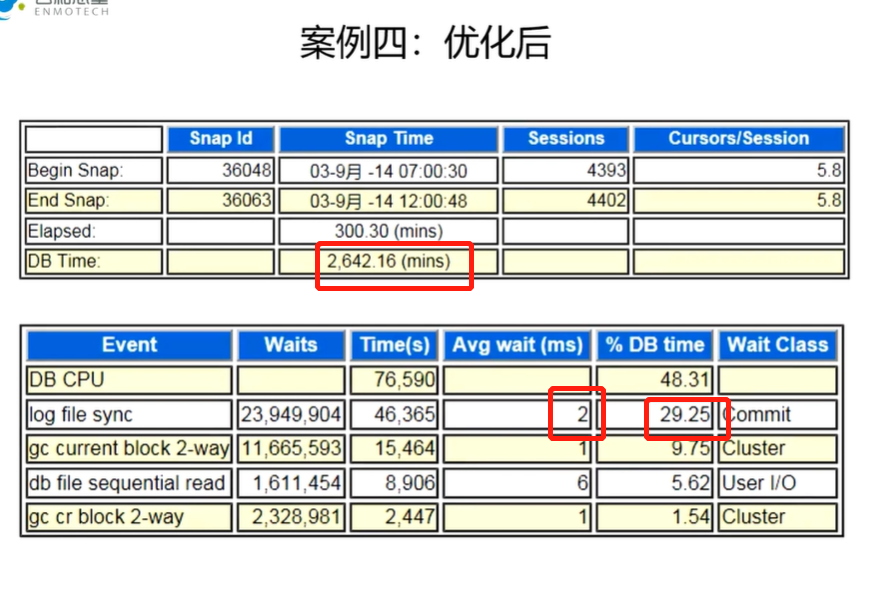 ENMOTECH
案例四：优化后
Snap Id Snap Time Sessions Cursors/Session
Begin Snap: 36048 03-9月 -14 07:00:30 4393 5.8
End Snap: 36063 03-9月 -14 12:00:48 4402 5.8
Elapsed: 300.30 (mins)
DB Time: 2,642.16 (mins)
Event Waits Time(s) Avg wait (ms) % DB time Wait Class
DB CPU 76,590 48.31
log file sync 23,949,904 46,365 2 29.25 Commit
gc current block 2-way 11,665,593 15,464 1 9.75 Cluster
db file sequential read 1,611,454 8,906 6 5.62 User I/O
gc cr block 2-way 2,328,981 2,447 1 1.54 Cluster